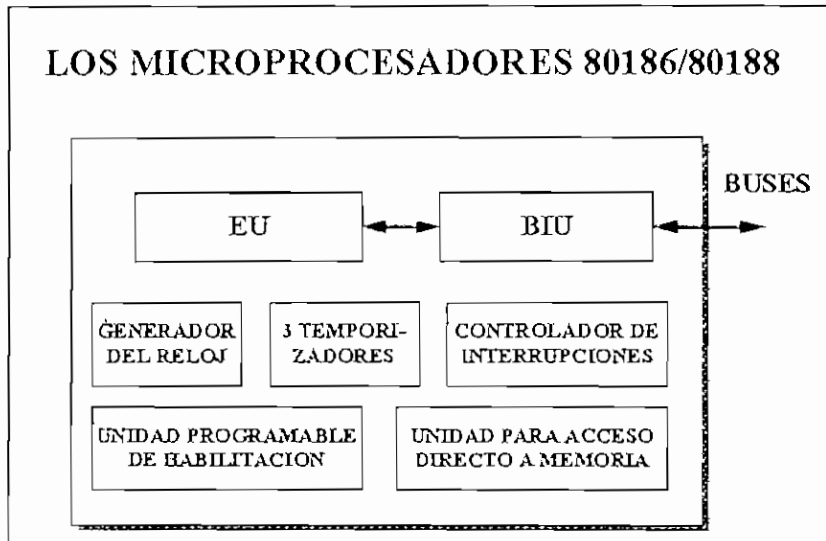 LOS MICROPROCESADORES 80186/80188
BUSES
EU
BIU
GENERADOR
DEL RELOJ
3 TEMPORI-
ZADORES
CONTROLADOR DE
INTERRUPCIONES
UNIDAD PROGRAMABLE
DE HABILITACION
UNIDAD PARA ACCESO
DIRECTO A MEMORIA